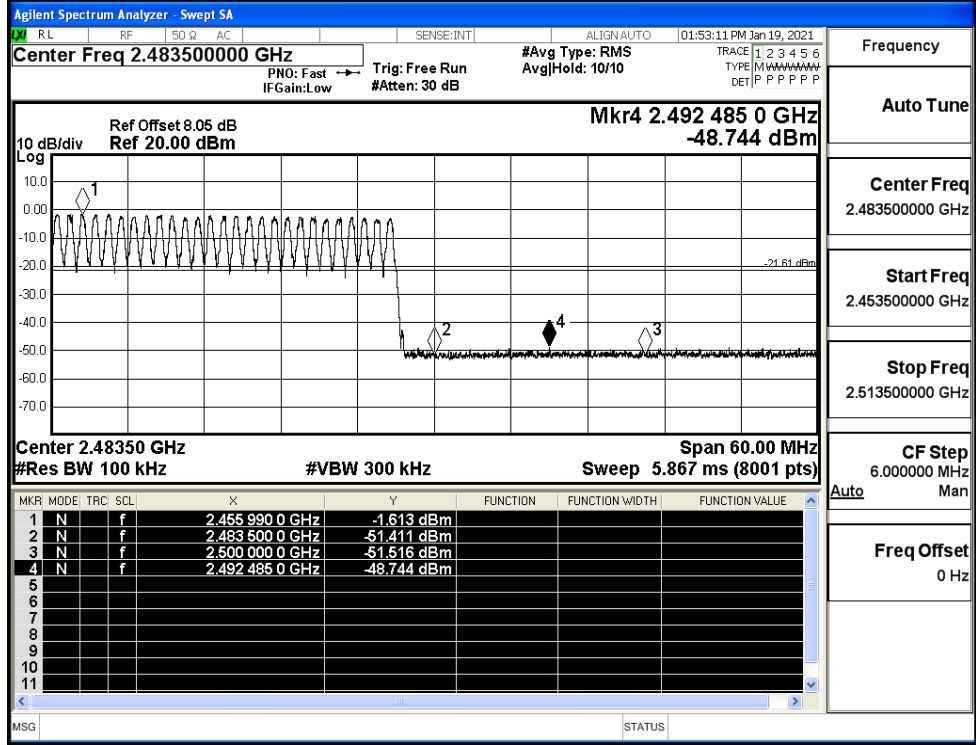 Agilent Spectrum Analyzer - Swept SA
LXI RL RF 50 Ω AC SENSE:INT ALIGNAUTO 01:53:11 PM Jan 19, 2021
Center Freq 2.483500000 GHz
PNO: Fast
IFGain:Low
Trig: Free Run
#Atten: 30 dB
#Avg Type: RMS
Avg|Hold: 10/10
TRACE 1 2 3 4 5 6
TYPE M WWWWW
DET P P P P P P
Mkr4 2.492 485 0 GHz
-48.744 dBm
Ref Offset 8.05 dB
10 dB/div Ref 20.00 dBm
Log
10.0
0.00
-10.0
-20.0
-30.0
-40.0
-50.0
-60.0
-70.0
1
-21.61 dBm
2
4
3
Center 2.48350 GHz Span 60.00 MHz
#Res BW 100 kHz #VBW 300 kHz Sweep 5.867 ms (8001 pts)
MKR MODE TRC SCL X Y FUNCTION FUNCTION WIDTH FUNCTION VALUE
1 N f 2.455 990 0 GHz -1.613 dBm
2 N f 2.483 500 0 GHz -51.411 dBm
3 N f 2.500 000 0 GHz -51.516 dBm
4 N f 2.492 485 0 GHz -48.744 dBm
5
6
7
8
9
10
11
MSG STATUS
Frequency
Auto Tune
Center Freq
2.483500000 GHz
Start Freq
2.453500000 GHz
Stop Freq
2.513500000 GHz
CF Step
6.000000 MHz
Auto Man
Freq Offset
0 Hz